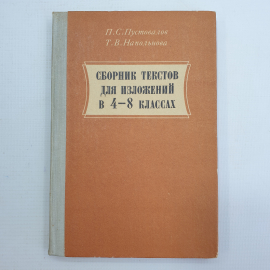 П. С. Пустовалов
Т. В. Напольнова
СБОРНИК ТЕКСТОВ
ДЛЯ ИЗЛОЖЕНИЙ
В 4–8 КЛАССАХ